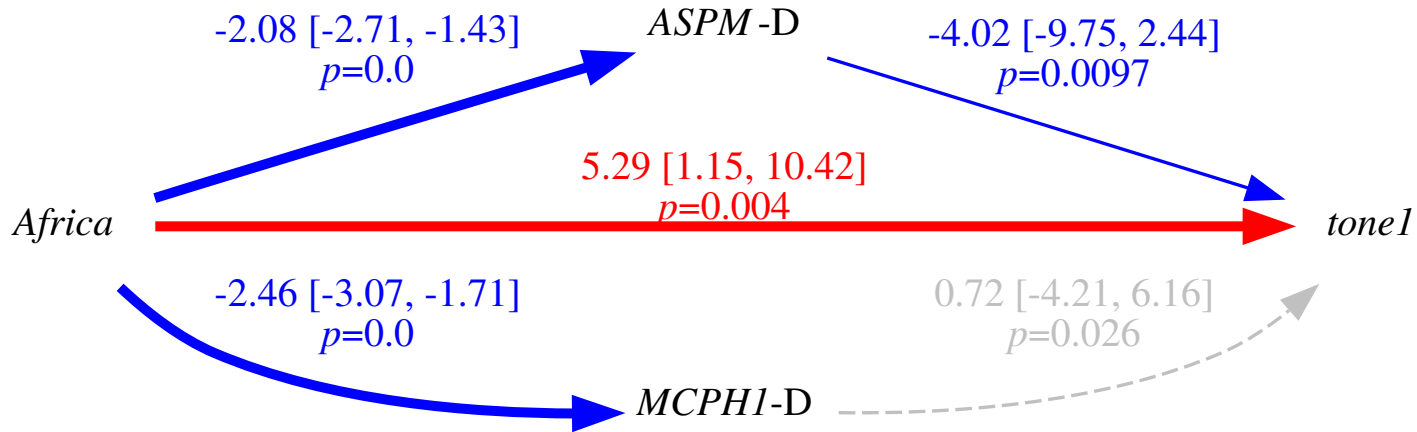 -2.08 [-2.71, -1.43]
p=0.0
ASPM -D
-4.02 [-9.75, 2.44]
p=0.0097
5.29 [1.15, 10.42]
p=0.004
Africa
tone1
-2.46 [-3.07, -1.71]
p=0.0
0.72 [-4.21, 6.16]
p=0.026
MCPH1-D